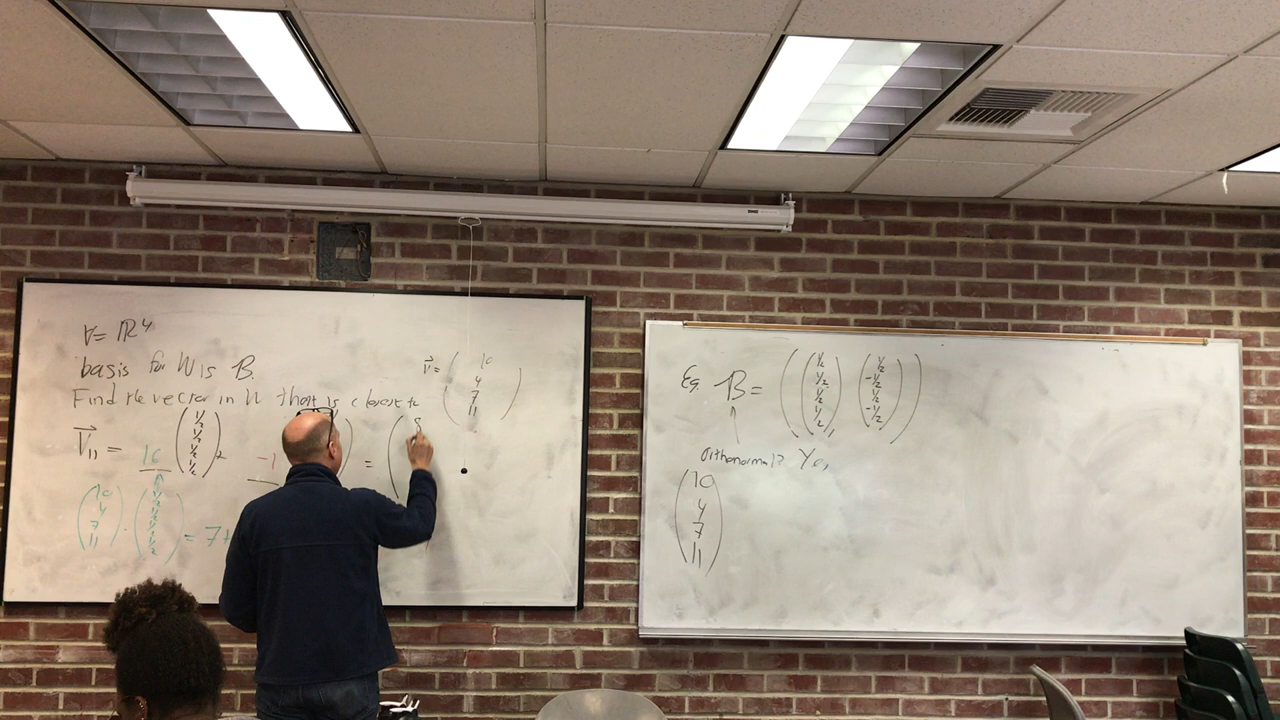 V = ℝ⁴
basis for W is B.
Find the vector in W that is closest to
v⃗ = (10 4 7 11)
V⃗ₗₗ = 16 (1/2 1/2 1/2 1/2) -1 ) = (
(10 4 7 11) · (1/2 1/2 1/2 1/2) = 7+
Eg. B = ((1/2 1/2 1/2 1/2), (1/2 -1/2 1/2 -1/2))
orthonormal? Yes
(10 4 7 11)